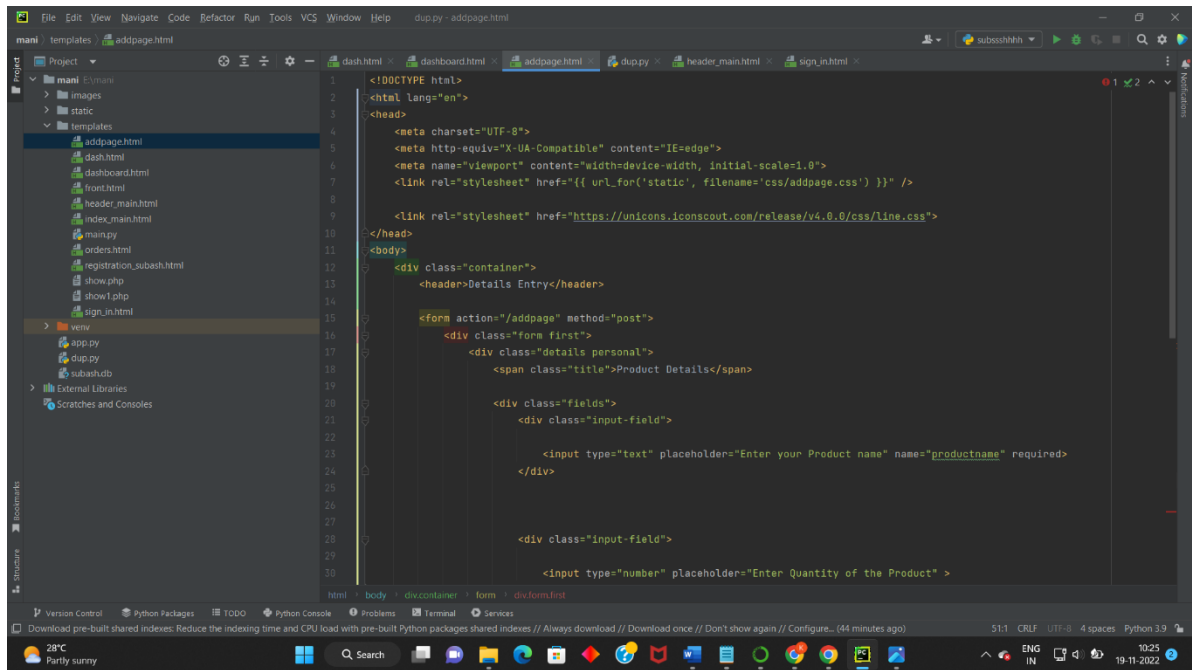 File Edit View Navigate Code Refactor Run Tools VCS Window Help dup.py - addpage.html
mani templates addpage.html
subssshhhh
Project
dash.html dashboard.html addpage.html dup.py header_main.html sign_in.html
mani E:\mani
images
static
templates
addpage.html
dash.html
dashboard.html
front.html
header_main.html
index_main.html
main.py
orders.html
registration_subash.html
show.php
show1.php
sign_in.html
venv
app.py
dup.py
subash.db
External Libraries
Scratches and Consoles
1 <!DOCTYPE html>
2 <html lang="en">
3 <head>
4 <meta charset="UTF-8">
5 <meta http-equiv="X-UA-Compatible" content="IE=edge">
6 <meta name="viewport" content="width=device-width, initial-scale=1.0">
7 <link rel="stylesheet" href="{{ url_for('static', filename='css/addpage.css') }}" />
8
9 <link rel="stylesheet" href="https://unicons.iconscout.com/release/v4.0.0/css/line.css">
10 </head>
11 <body>
12 <div class="container">
13 <header>Details Entry</header>
14
15 <form action="/addpage" method="post">
16 <div class="form first">
17 <div class="details personal">
18 <span class="title">Product Details</span>
19
20 <div class="fields">
21 <div class="input-field">
22
23 <input type="text" placeholder="Enter your Product name" name="productname" required>
24 </div>
25
26
27
28 <div class="input-field">
29
30 <input type="number" placeholder="Enter Quantity of the Product" >
1 2
Project
Notifications
Bookmarks
Structure
html body div.container form div.form.first
Version Control Python Packages TODO Python Console Problems Terminal Services
Download pre-built shared indexes: Reduce the indexing time and CPU load with pre-built Python packages shared indexes // Always download // Download once // Don't show again // Configure... (44 minutes ago) 51:1 CRLF UTF-8 4 spaces Python 3.9
28°C
Partly sunny
Search
ENG
IN
10:25
19-11-2022
2